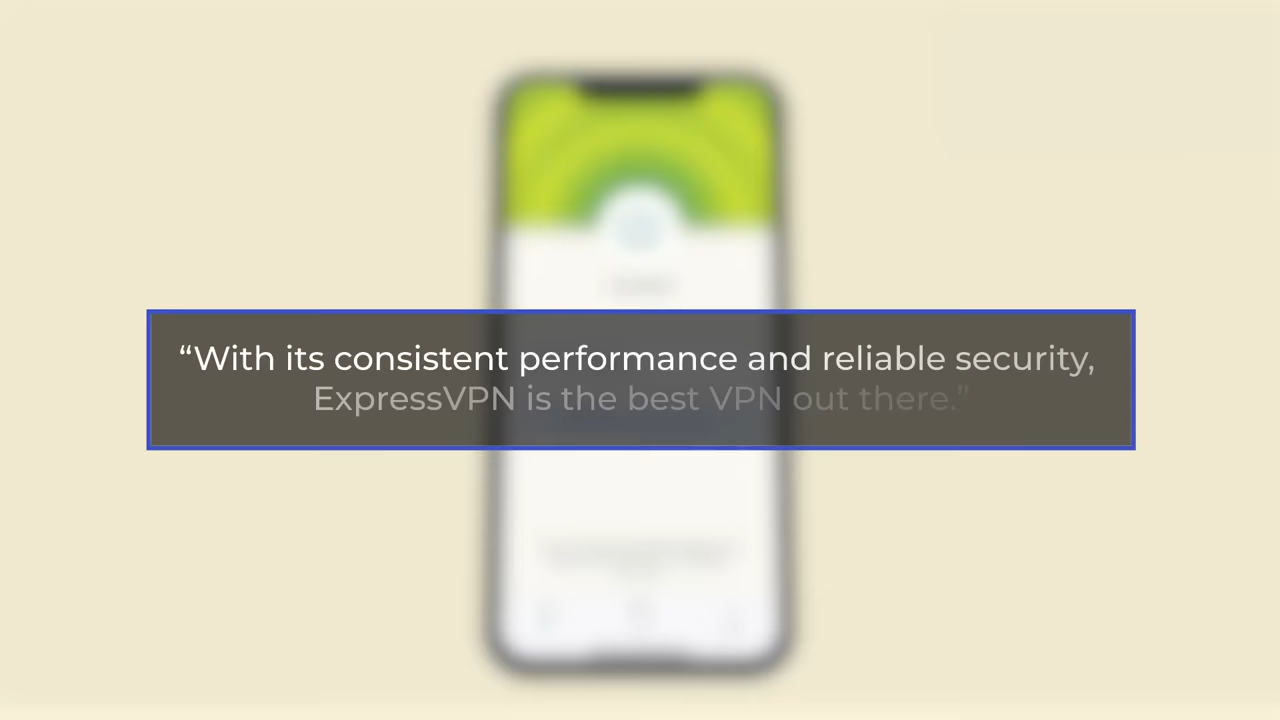 “With its consistent performance and reliable security,
ExpressVPN is the best VPN out there.”